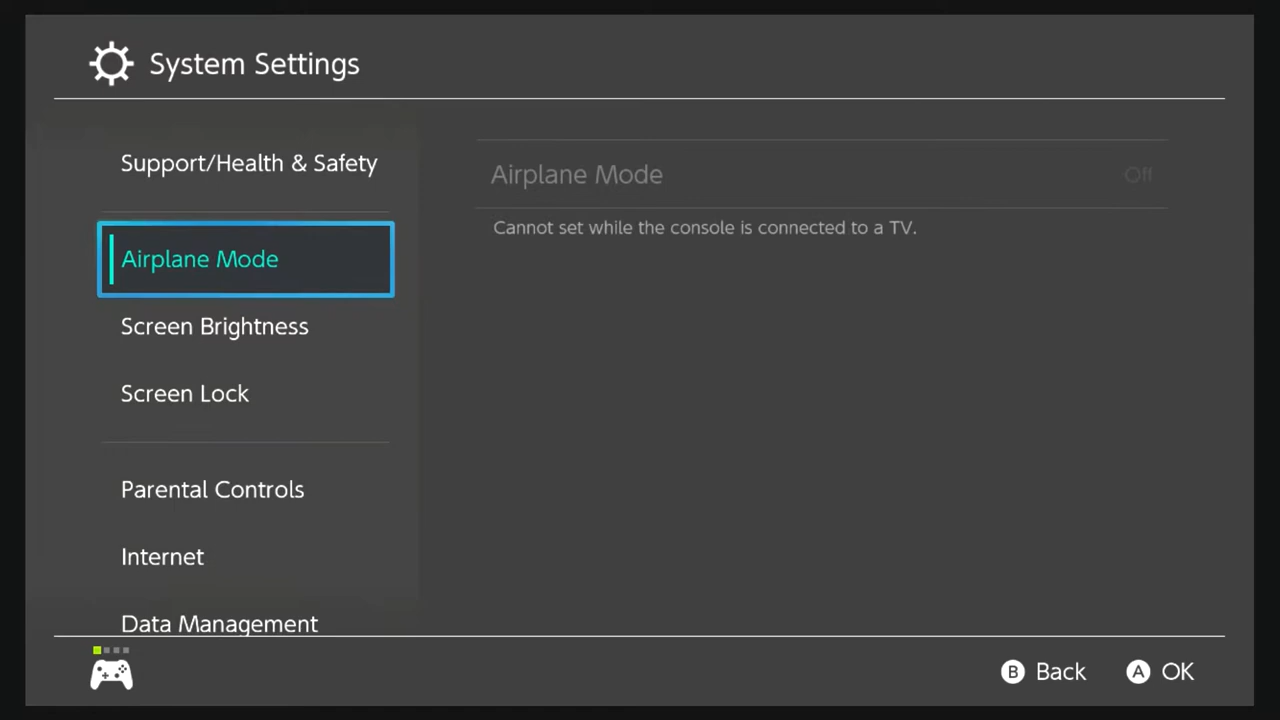 System Settings
Support/Health & Safety
Airplane Mode
Screen Brightness
Screen Lock
Parental Controls
Internet
Data Management
Airplane Mode Off
Cannot set while the console is connected to a TV.
B Back A OK